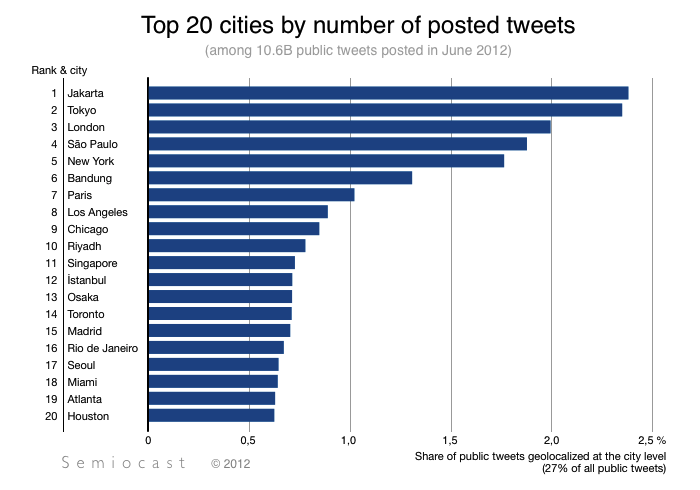 Top 20 cities by number of posted tweets
(among 10.6B public tweets posted in June 2012)
Rank & city
1 Jakarta
2 Tokyo
3 London
4 São Paulo
5 New York
6 Bandung
7 Paris
8 Los Angeles
9 Chicago
10 Riyadh
11 Singapore
12 İstanbul
13 Osaka
14 Toronto
15 Madrid
16 Rio de Janeiro
17 Seoul
18 Miami
19 Atlanta
20 Houston
0 0,5 1,0 1,5 2,0 2,5 %
Share of public tweets geolocalized at the city level
(27% of all public tweets)
Semiocast © 2012